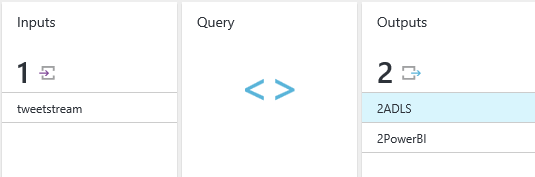 Inputs
1
tweetstream
Query
< >
Outputs
2
2ADLS
2PowerBI